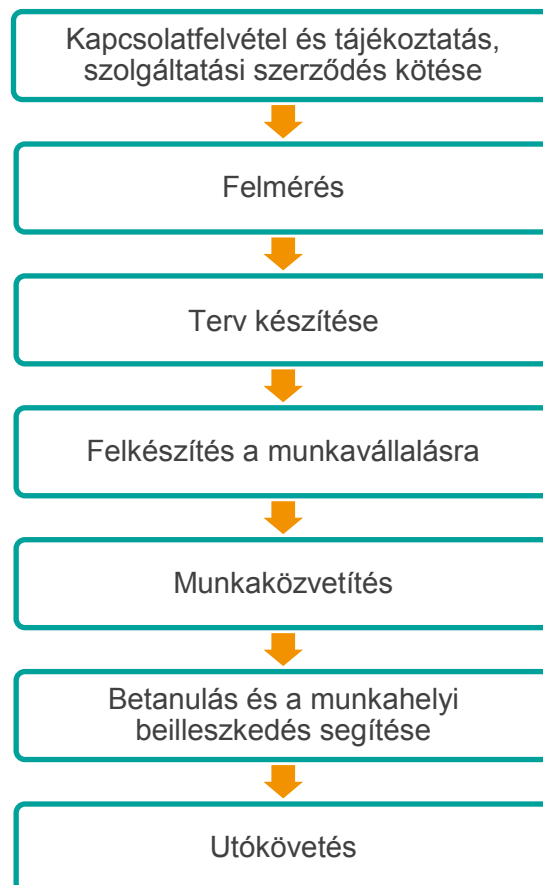 Kapcsolatfelvétel és tájékoztatás,
szolgáltatási szerződés kötése
Felmérés
Terv készítése
Felkészítés a munkavállalásra
Munkaközvetítés
Betanulás és a munkahelyi
beilleszkedés segítése
Utókövetés